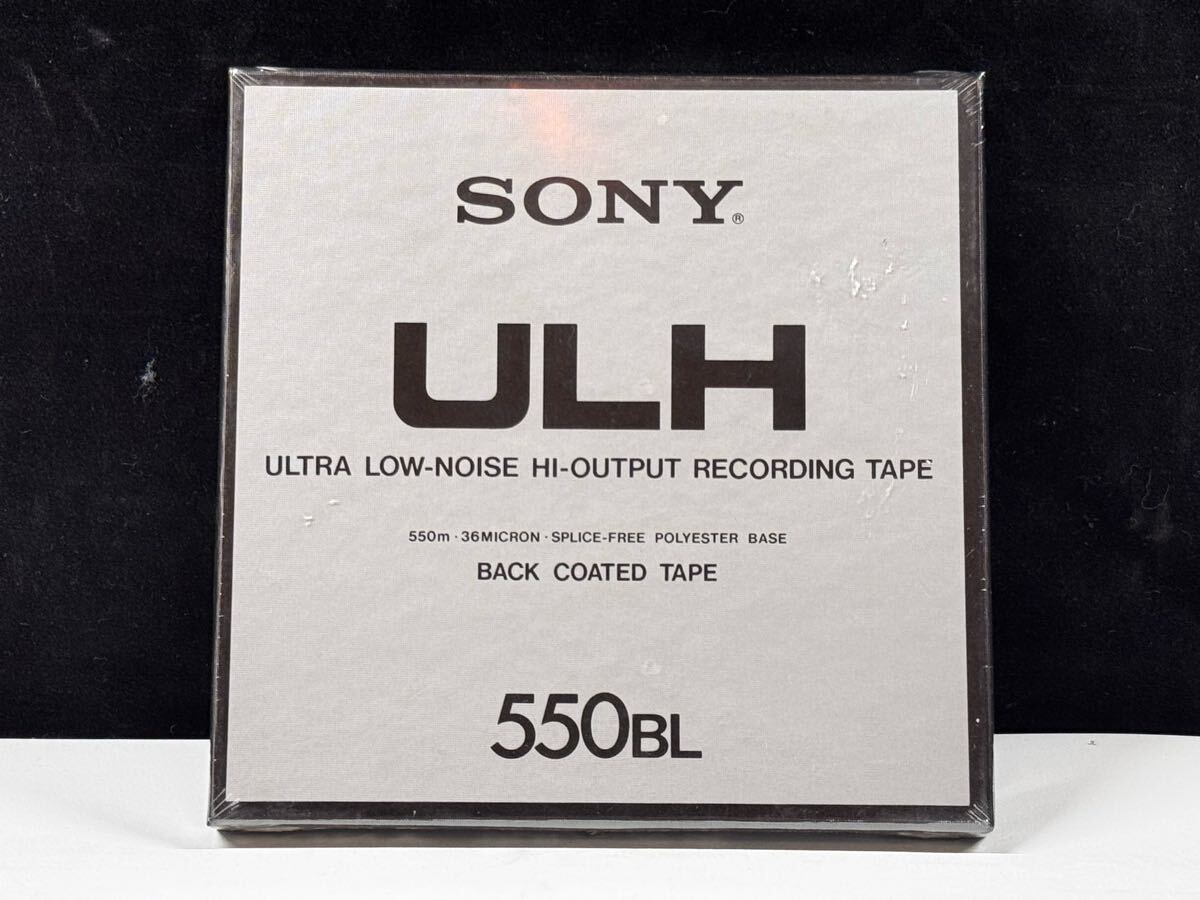 SONY®
ULH
ULTRA LOW-NOISE HI-OUTPUT RECORDING TAPE
550m · 36MICRON · SPLICE-FREE POLYESTER BASE
BACK COATED TAPE
550BL